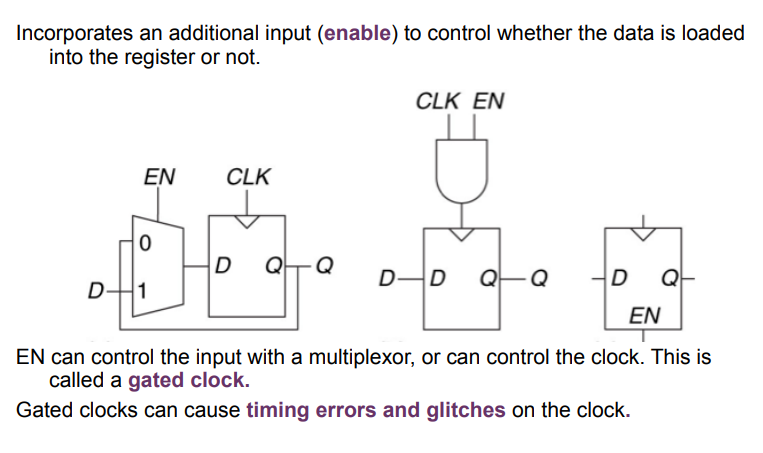 Incorporates an additional input (enable) to control whether the data is loaded
into the register or not.
CLK EN
EN CLK
0
D Q Q
D 1
D D Q Q
D Q
EN
EN can control the input with a multiplexor, or can control the clock. This is
called a gated clock.
Gated clocks can cause timing errors and glitches on the clock.